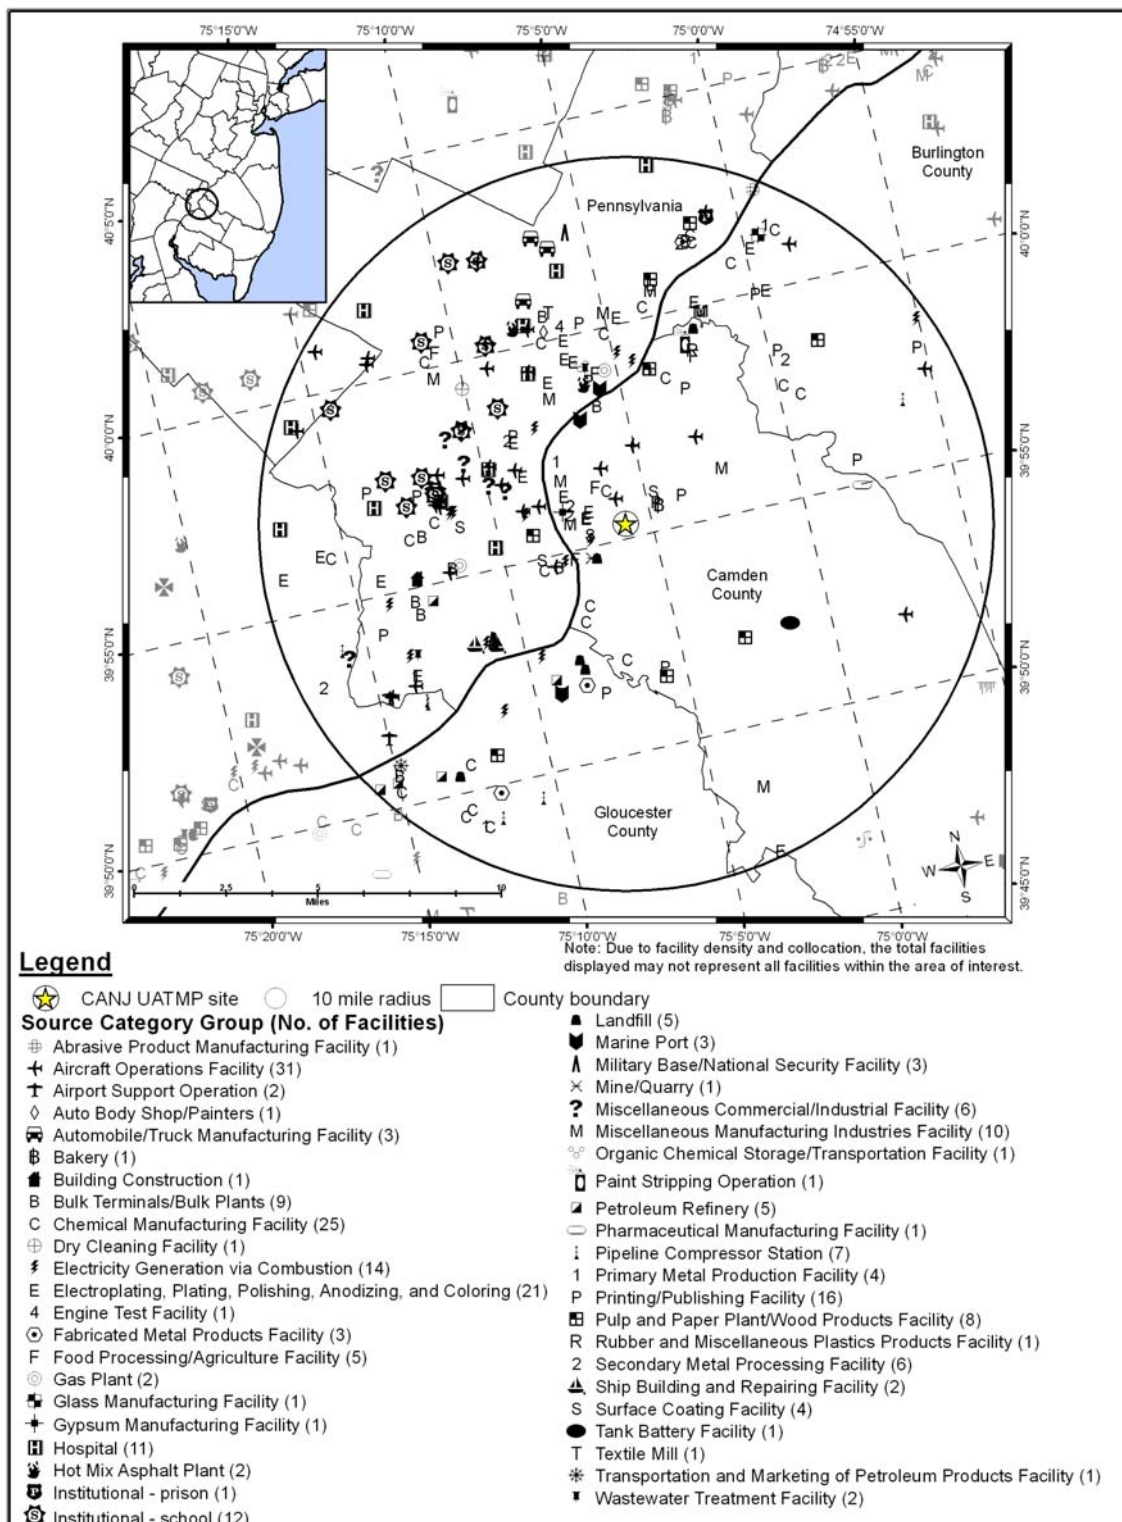 75°15'0"W 75°10'0"W 75°5'0"W 75°0'0"W 74°55'0"W
Burlington
County
Pennsylvania
40°5'0"N
40°0'0"N
40°0'0"N
39°55'0"N
Camden
County
39°55'0"N
39°50'0"N
Gloucester
County
39°50'0"N
39°45'0"N
N
W E
S
0 2.5 5 10
Miles
75°20'0"W 75°15'0"W 75°10'0"W 75°5'0"W 75°0'0"W
Note: Due to facility density and collocation, the total facilities
displayed may not represent all facilities within the area of interest.
Legend
CANJ UATMP site 10 mile radius County boundary
Source Category Group (No. of Facilities)
Abrasive Product Manufacturing Facility (1)
Aircraft Operations Facility (31)
Airport Support Operation (2)
Auto Body Shop/Painters (1)
Automobile/Truck Manufacturing Facility (3)
Bakery (1)
Building Construction (1)
B Bulk Terminals/Bulk Plants (9)
C Chemical Manufacturing Facility (25)
Dry Cleaning Facility (1)
Electricity Generation via Combustion (14)
E Electroplating, Plating, Polishing, Anodizing, and Coloring (21)
4 Engine Test Facility (1)
Fabricated Metal Products Facility (3)
F Food Processing/Agriculture Facility (5)
Gas Plant (2)
Glass Manufacturing Facility (1)
Gypsum Manufacturing Facility (1)
H Hospital (11)
Hot Mix Asphalt Plant (2)
Institutional - prison (1)
S Institutional - school (12)
Landfill (5)
Marine Port (3)
Military Base/National Security Facility (3)
Mine/Quarry (1)
? Miscellaneous Commercial/Industrial Facility (6)
M Miscellaneous Manufacturing Industries Facility (10)
Organic Chemical Storage/Transportation Facility (1)
Paint Stripping Operation (1)
Petroleum Refinery (5)
Pharmaceutical Manufacturing Facility (1)
Pipeline Compressor Station (7)
1 Primary Metal Production Facility (4)
P Printing/Publishing Facility (16)
Pulp and Paper Plant/Wood Products Facility (8)
R Rubber and Miscellaneous Plastics Products Facility (1)
2 Secondary Metal Processing Facility (6)
Ship Building and Repairing Facility (2)
S Surface Coating Facility (4)
Tank Battery Facility (1)
T Textile Mill (1)
Transportation and Marketing of Petroleum Products Facility (1)
Wastewater Treatment Facility (2)